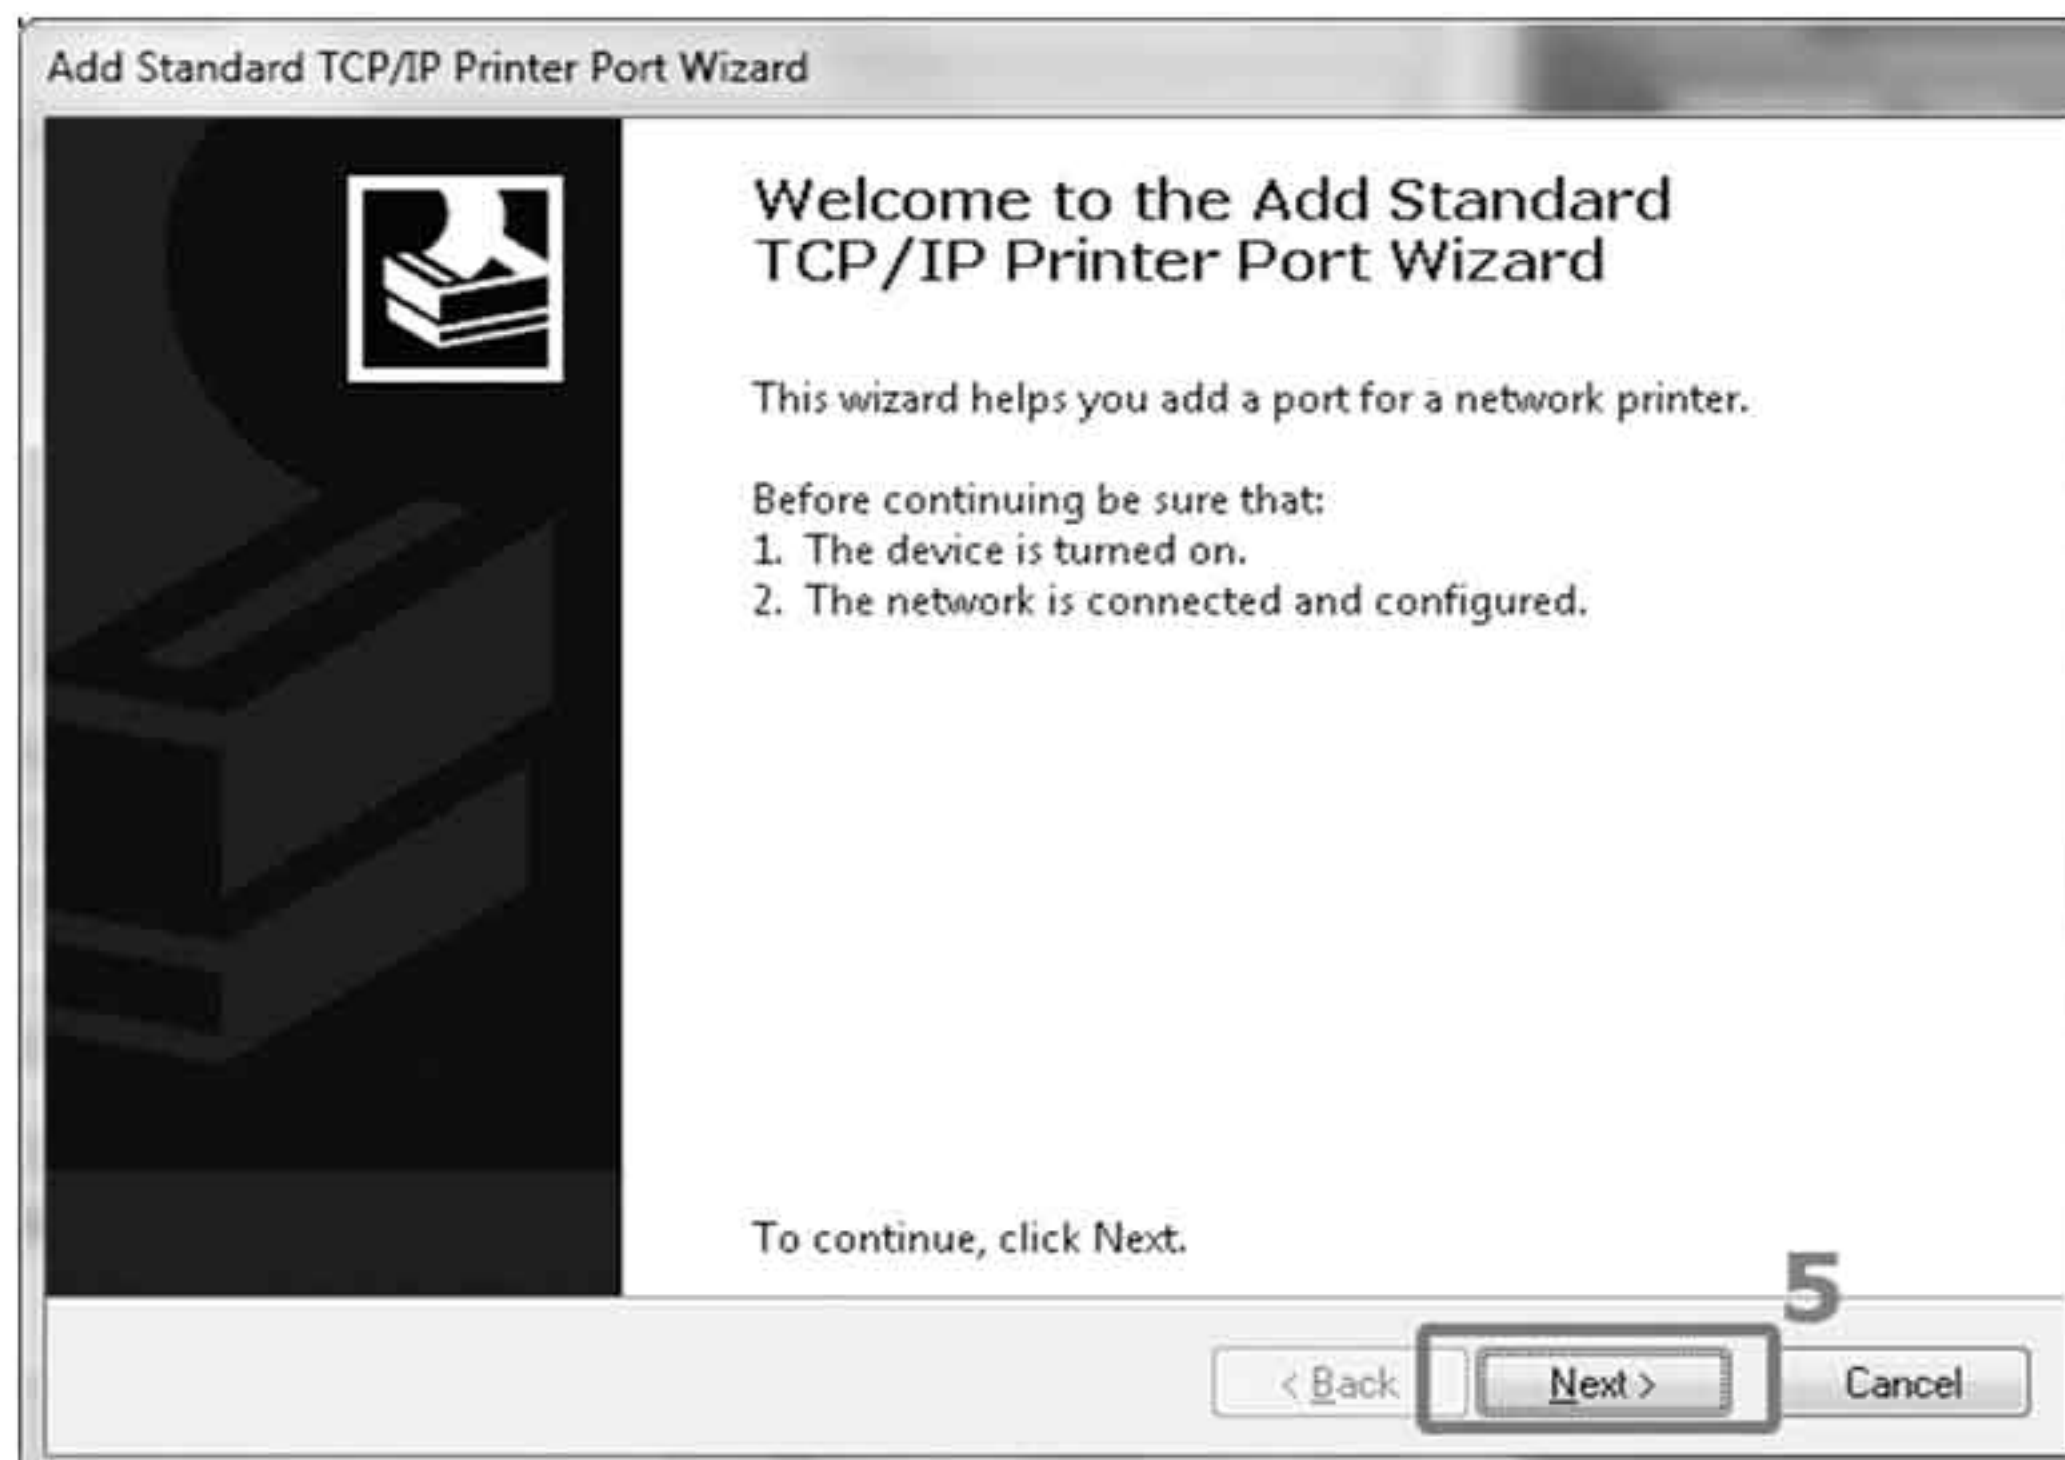 Add Standard TCP/IP Printer Port Wizard
Welcome to the Add Standard
TCP/IP Printer Port Wizard
This wizard helps you add a port for a network printer.
Before continuing be sure that:
1. The device is turned on.
2. The network is connected and configured.
To continue, click Next.
5
< Back
Next >
Cancel